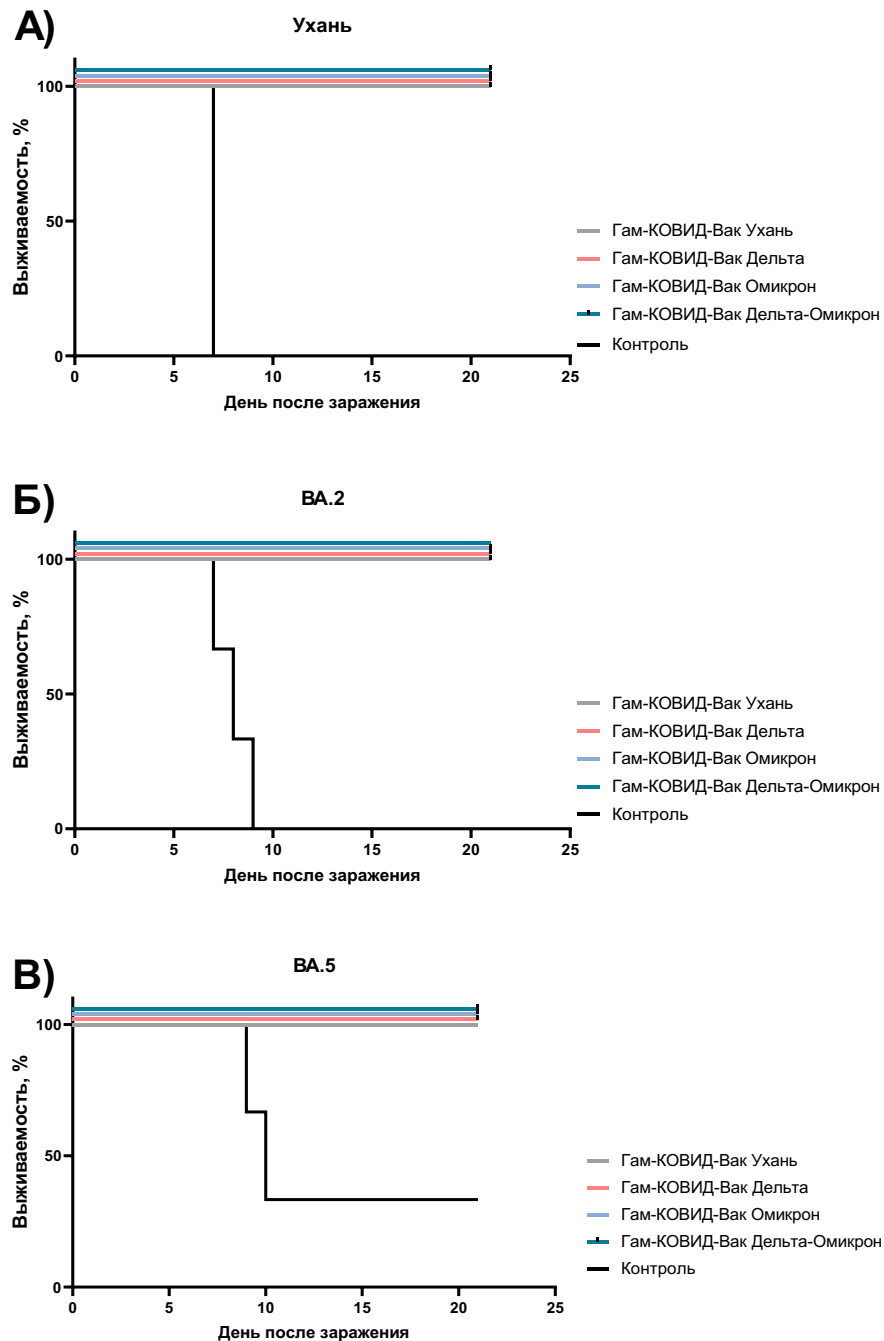 А)
Ухань
Выживаемость, %
100
50
0
0 5 10 15 20 25
День после заражения
Гам-КОВИД-Вак Ухань
Гам-КОВИД-Вак Дельта
Гам-КОВИД-Вак Омикрон
Гам-КОВИД-Вак Дельта-Омикрон
Контроль
Б)
BA.2
Выживаемость, %
100
50
0
0 5 10 15 20 25
День после заражения
Гам-КОВИД-Вак Ухань
Гам-КОВИД-Вак Дельта
Гам-КОВИД-Вак Омикрон
Гам-КОВИД-Вак Дельта-Омикрон
Контроль
В)
BA.5
Выживаемость, %
100
50
0
0 5 10 15 20 25
День после заражения
Гам-КОВИД-Вак Ухань
Гам-КОВИД-Вак Дельта
Гам-КОВИД-Вак Омикрон
Гам-КОВИД-Вак Дельта-Омикрон
Контроль